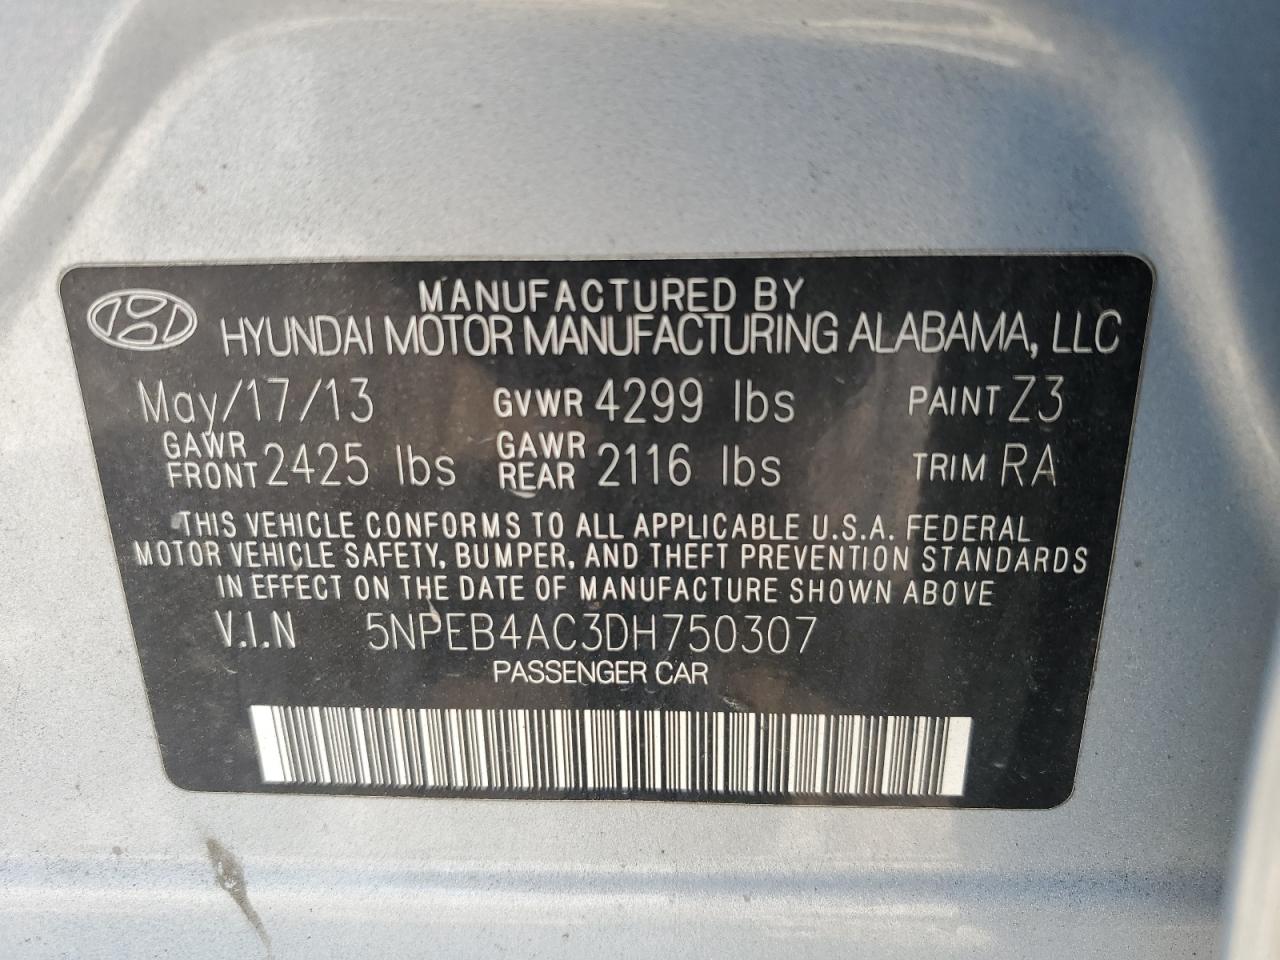 MANUFACTURED BY
HYUNDAI MOTOR MANUFACTURING ALABAMA, LLC
May/17/13 GVWR 4299 lbs PAINT Z3
GAWR FRONT 2425 lbs GAWR REAR 2116 lbs TRIM RA
THIS VEHICLE CONFORMS TO ALL APPLICABLE U.S.A. FEDERAL
MOTOR VEHICLE SAFETY, BUMPER, AND THEFT PREVENTION STANDARDS
IN EFFECT ON THE DATE OF MANUFACTURE SHOWN ABOVE
V.I.N 5NPEB4AC3DH750307
PASSENGER CAR